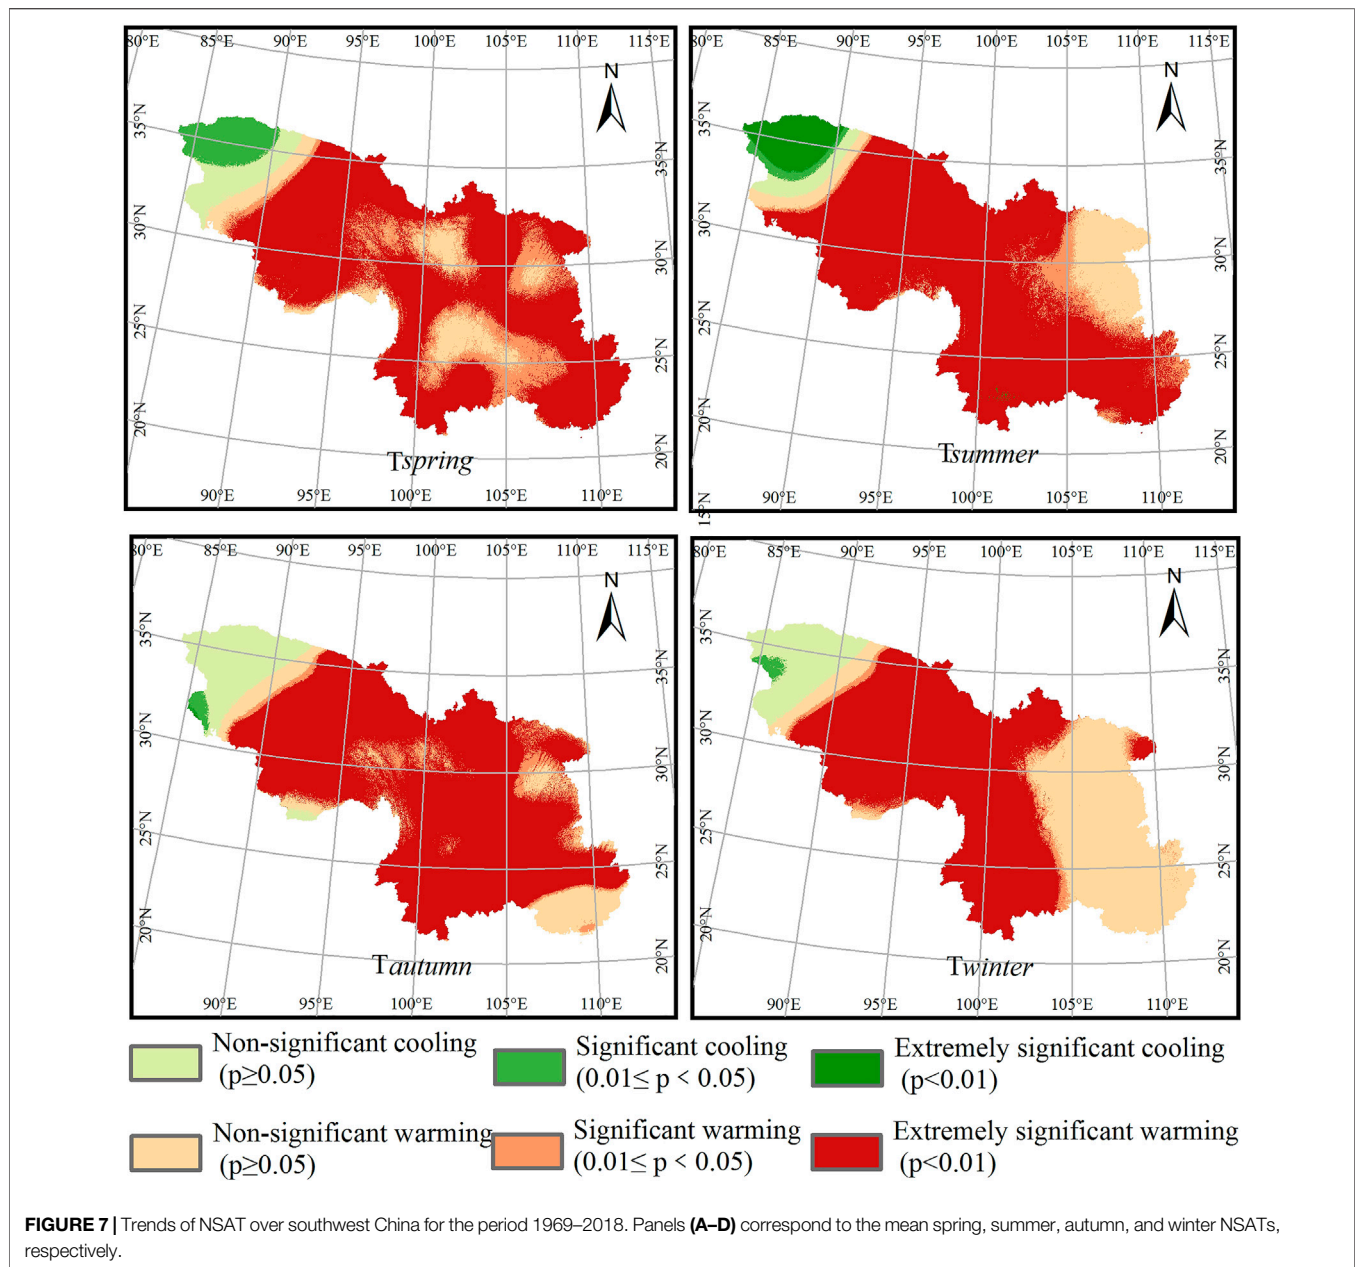 80°E 85°E 90°E 95°E 100°E 105°E 110°E 115°E
N
35°N 35°N
30°N 30°N
25°N 25°N
20°N 20°N
Tspring
90°E 95°E 100°E 105°E 110°E
80°E 85°E 90°E 95°E 100°E 105°E 110°E 115°E
N
35°N 35°N
30°N 30°N
25°N 25°N
20°N 20°N
Tsummer
15°N
90°E 95°E 100°E 105°E 110°E
80°E 85°E 90°E 95°E 100°E 105°E 110°E 115°E
N
35°N 35°N
30°N 30°N
25°N 25°N
20°N 20°N
Tautumn
90°E 95°E 100°E 105°E 110°E
80°E 85°E 90°E 95°E 100°E 105°E 110°E 115°E
N
35°N 35°N
30°N 30°N
25°N 25°N
20°N 20°N
Twinter
90°E 95°E 100°E 105°E 110°E
Non-significant cooling
(p≥0.05)
Significant cooling
(0.01≤ p < 0.05)
Extremely significant cooling
(p<0.01)
Non-significant warming
(p≥0.05)
Significant warming
(0.01≤ p < 0.05)
Extremely significant warming
(p<0.01)
FIGURE 7 | Trends of NSAT over southwest China for the period 1969–2018. Panels (A–D) correspond to the mean spring, summer, autumn, and winter NSATs,
respectively.